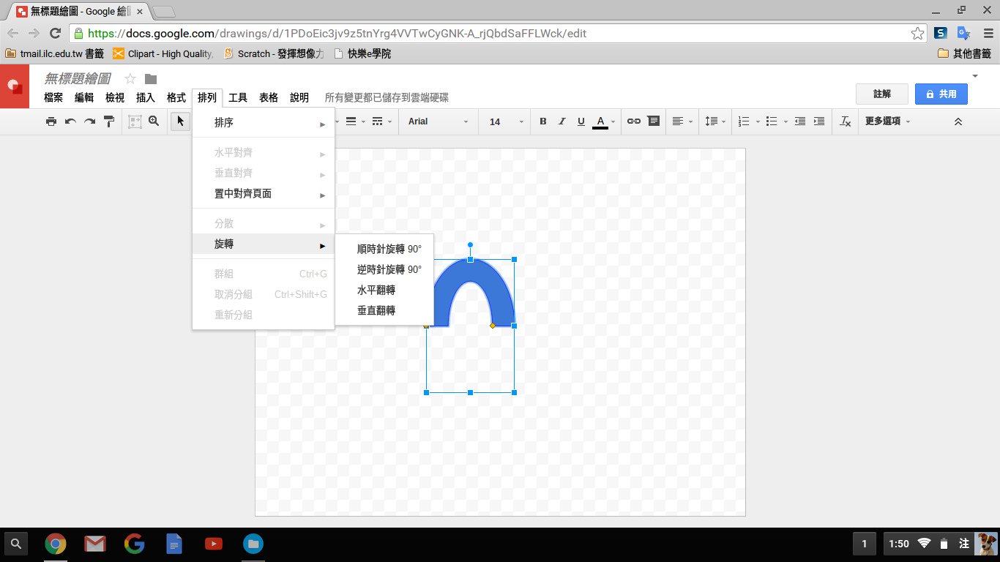 無標題繪圖 - Google 繪圖
https://docs.google.com/drawings/d/1PDoEic3jv9z5tnYrg4VVTwCyGNK-A_rjQbdSaFFLWck/edit
tmail.ilc.edu.tw 書籤 Clipart - High Quality, Scratch - 發揮想像力 快樂e學院 其他書籤
無標題繪圖
檔案 編輯 檢視 插入 格式 排列 工具 表格 說明 所有變更都已儲存到雲端硬碟
註解 共用
Arial 14 B I U A 更多選項
排序
水平對齊
垂直對齊
置中對齊頁面
分散
旋轉
順時針旋轉 90°
逆時針旋轉 90°
水平翻轉
垂直翻轉
群組 Ctrl+G
取消分組 Ctrl+Shift+G
重新分組
1 1:50 注